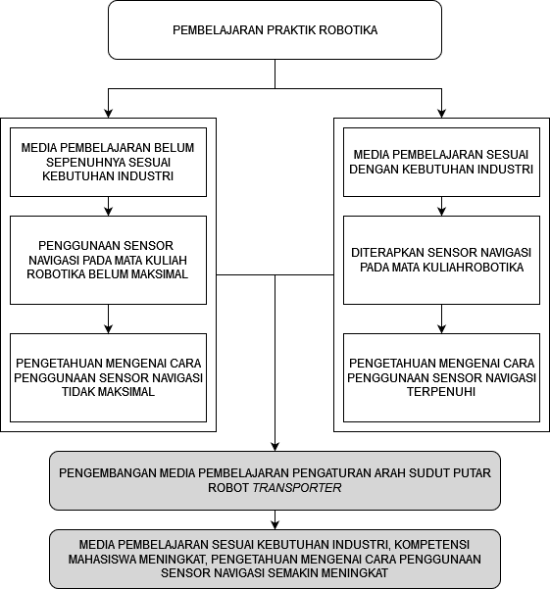 PEMBELAJARAN PRAKTIK ROBOTIKA
MEDIA PEMBELAJARAN BELUM
SEPENUHNYA SESUAI
KEBUTUHAN INDUSTRI
PENGGUNAAN SENSOR
NAVIGASI PADA MATA KULIAH
ROBOTIKA BELUM MAKSIMAL
PENGETAHUAN MENGENAI CARA
PENGGUNAAN SENSOR NAVIGASI
TIDAK MAKSIMAL
MEDIA PEMBELAJARAN SESUAI
DENGAN KEBUTUHAN INDUSTRI
DITERAPKAN SENSOR NAVIGASI
PADA MATA KULIAHROBOTIKA
PENGETAHUAN MENGENAI CARA
PENGGUNAAN SENSOR NAVIGASI
TERPENUHI
PENGEMBANGAN MEDIA PEMBELAJARAN PENGATURAN ARAH SUDUT PUTAR
ROBOT TRANSPORTER
MEDIA PEMBELAJARAN SESUAI KEBUTUHAN INDUSTRI, KOMPETENSI
MAHASISWA MENINGKAT, PENGETAHUAN MENGENAI CARA PENGGUNAAN
SENSOR NAVIGASI SEMAKIN MENINGKAT